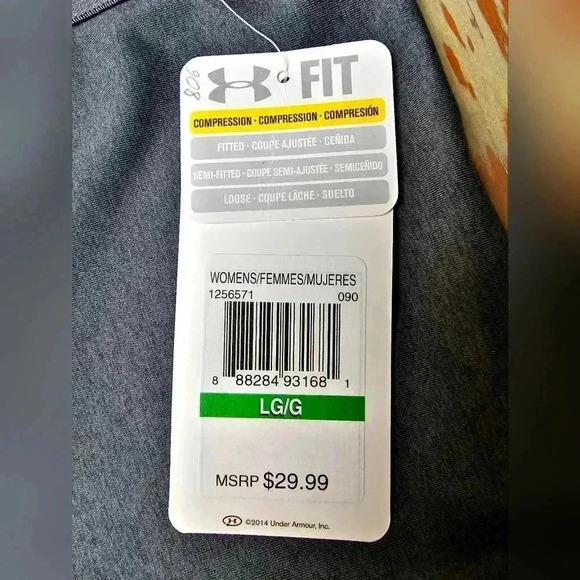 806
FIT
COMPRESSION · COMPRESSION · COMPRESIÓN
FITTED · COUPE AJUSTÉE · CEÑIDA
SEMI-FITTED · COUPE SEMI-AJUSTÉE · SEMICEÑIDO
LOOSE · COUPE LÂCHE · SUELTO
WOMENS/FEMMES/MUJERES
1256571 090
8 88284 93168 1
LG/G
MSRP $29.99
©2014 Under Armour, Inc.